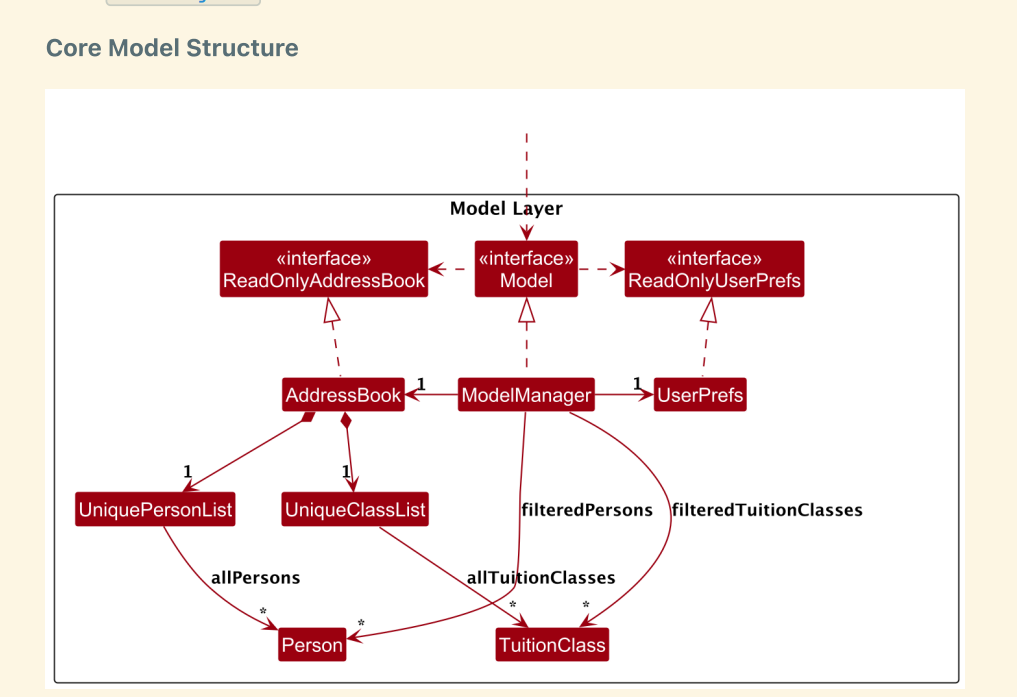 Core Model Structure
Model Layer
«interface»
ReadOnlyAddressBook
«interface»
Model
«interface»
ReadOnlyUserPrefs
AddressBook
1
ModelManager
1
UserPrefs
1
1
UniquePersonList
UniqueClassList
filteredPersons
filteredTuitionClasses
allPersons
allTuitionClasses
*
*
*
*
Person
TuitionClass